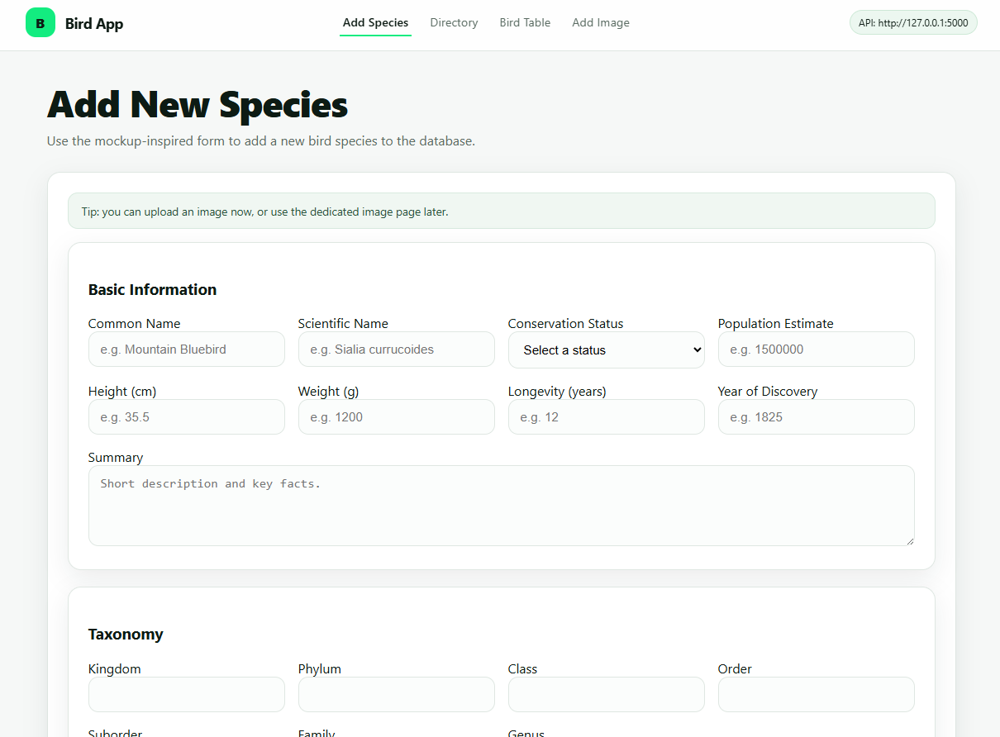 B Bird App Add Species Directory Bird Table Add Image API: http://127.0.0.1:5000
Add New Species
Use the mockup-inspired form to add a new bird species to the database.
Tip: you can upload an image now, or use the dedicated image page later.
Basic Information
Common Name Scientific Name Conservation Status Population Estimate
e.g. Mountain Bluebird e.g. Sialia currucoides Select a status e.g. 1500000
Height (cm) Weight (g) Longevity (years) Year of Discovery
e.g. 35.5 e.g. 1200 e.g. 12 e.g. 1825
Summary
Short description and key facts.
Taxonomy
Kingdom Phylum Class Order
Suborder Family Genus